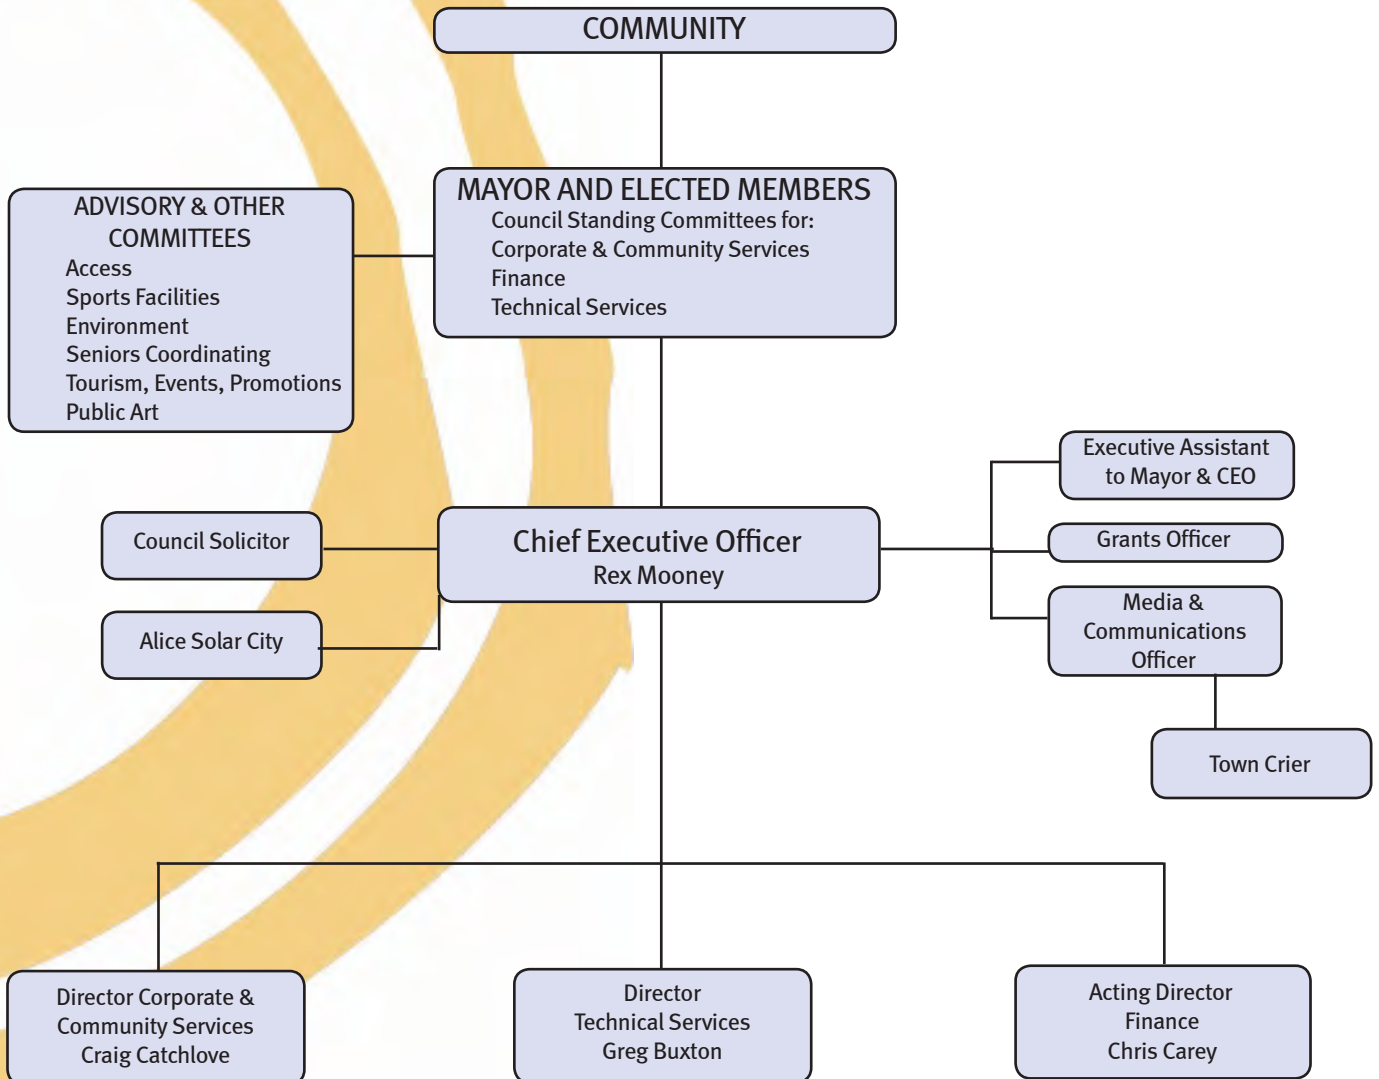 COMMUNITY
MAYOR AND ELECTED MEMBERS
Council Standing Committees for:
Corporate & Community Services
Finance
Technical Services
ADVISORY & OTHER
COMMITTEES
Access
Sports Facilities
Environment
Seniors Coordinating
Tourism, Events, Promotions
Public Art
Executive Assistant
to Mayor & CEO
Council Solicitor
Chief Executive Officer
Rex Mooney
Grants Officer
Alice Solar City
Media &
Communications
Officer
Town Crier
Director Corporate &
Community Services
Craig Catchlove
Director
Technical Services
Greg Buxton
Acting Director
Finance
Chris Carey